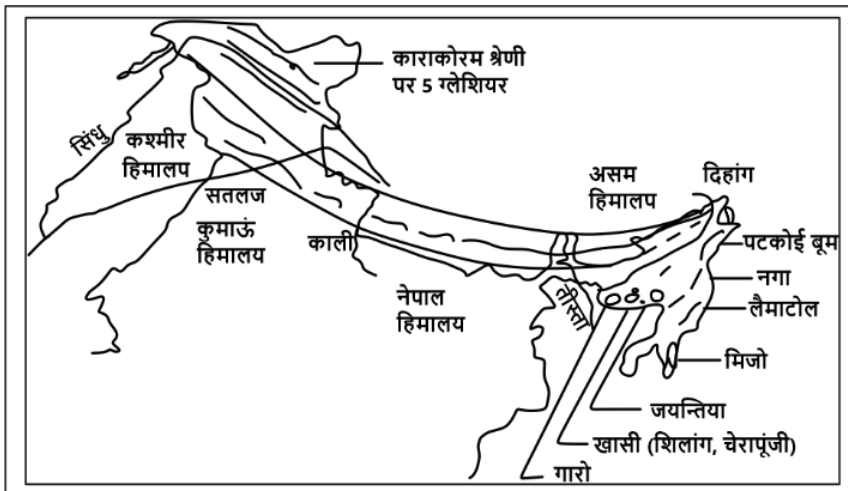 काराकोरम श्रेणी
पर 5 ग्लेशियर
सिंधु
कश्मीर
हिमालप
सतलज
कुमाऊं
हिमालय
काली
नेपाल
हिमालय
तीस्ता
असम
हिमालप
दिहांग
पटकोई बूम
नगा
लैमाटोल
मिजो
जयन्तिया
खासी (शिलांग, चेरापूंजी)
गारो